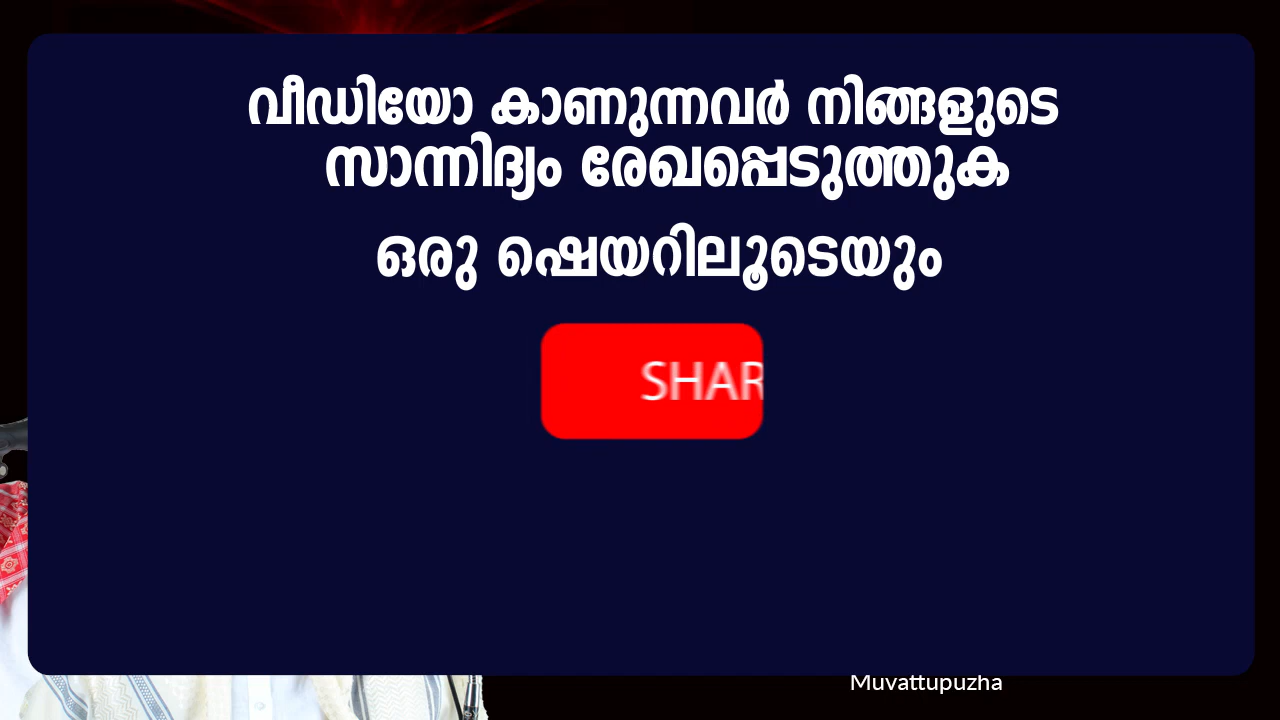 വീഡിയോ കാണുന്നവർ നിങ്ങളുടെ
സാന്നിദ്യം രേഖപ്പെടുത്തുക
ഒരു ഷെയറിലൂടെയും
SHAR
Muvattupuzha